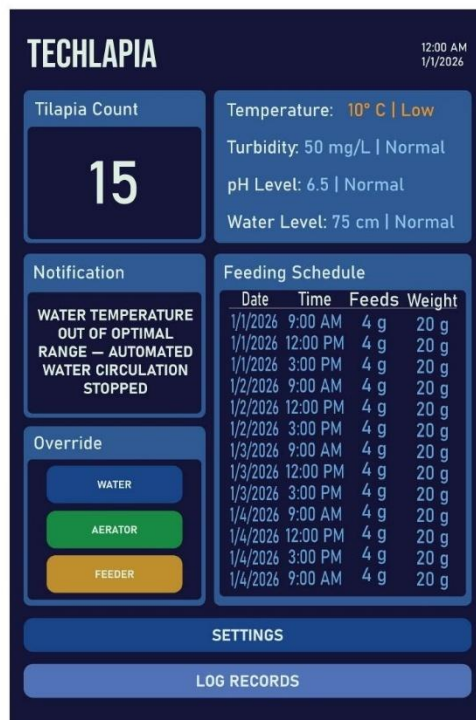 TECHLAPIA
12:00 AM
1/1/2026
Tilapia Count
15
Temperature: 10° C | Low
Turbidity: 50 mg/L | Normal
pH Level: 6.5 | Normal
Water Level: 75 cm | Normal
Notification
WATER TEMPERATURE
OUT OF OPTIMAL
RANGE — AUTOMATED
WATER CIRCULATION
STOPPED
Feeding Schedule
Date Time Feeds Weight
1/1/2026 9:00 AM 4 g 20 g
1/1/2026 12:00 PM 4 g 20 g
1/1/2026 3:00 PM 4 g 20 g
1/2/2026 9:00 AM 4 g 20 g
1/2/2026 12:00 PM 4 g 20 g
1/2/2026 3:00 PM 4 g 20 g
1/3/2026 9:00 AM 4 g 20 g
1/3/2026 12:00 PM 4 g 20 g
1/3/2026 3:00 PM 4 g 20 g
1/4/2026 9:00 AM 4 g 20 g
1/4/2026 12:00 PM 4 g 20 g
1/4/2026 3:00 PM 4 g 20 g
1/4/2026 9:00 AM 4 g 20 g
Override
WATER
AERATOR
FEEDER
SETTINGS
LOG RECORDS